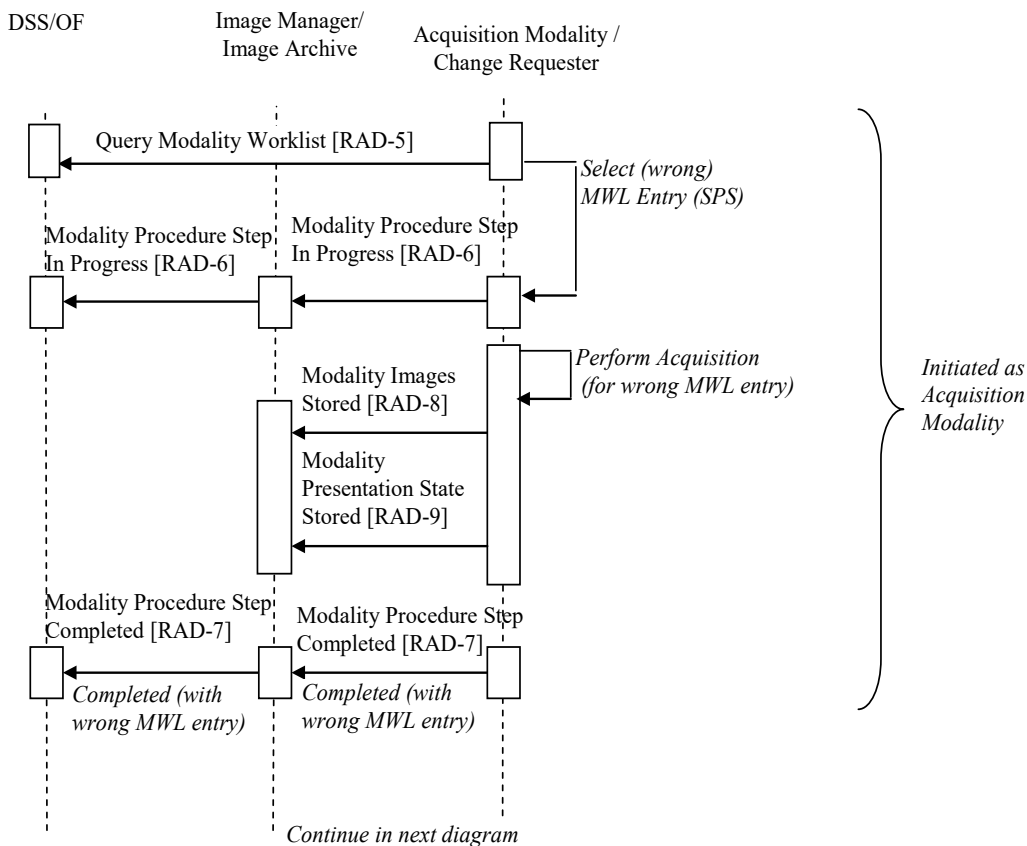 DSS/OF
Image Manager/
Image Archive
Acquisition Modality /
Change Requester
Query Modality Worklist [RAD-5]
Select (wrong)
MWL Entry (SPS)
Modality Procedure Step
In Progress [RAD-6]
Modality Procedure Step
In Progress [RAD-6]
Perform Acquisition
(for wrong MWL entry)
Modality Images
Stored [RAD-8]
Initiated as
Acquisition
Modality
Modality
Presentation State
Stored [RAD-9]
Modality Procedure Step
Completed [RAD-7]
Modality Procedure Step
Completed [RAD-7]
Completed (with
wrong MWL entry)
Completed (with
wrong MWL entry)
Continue in next diagram